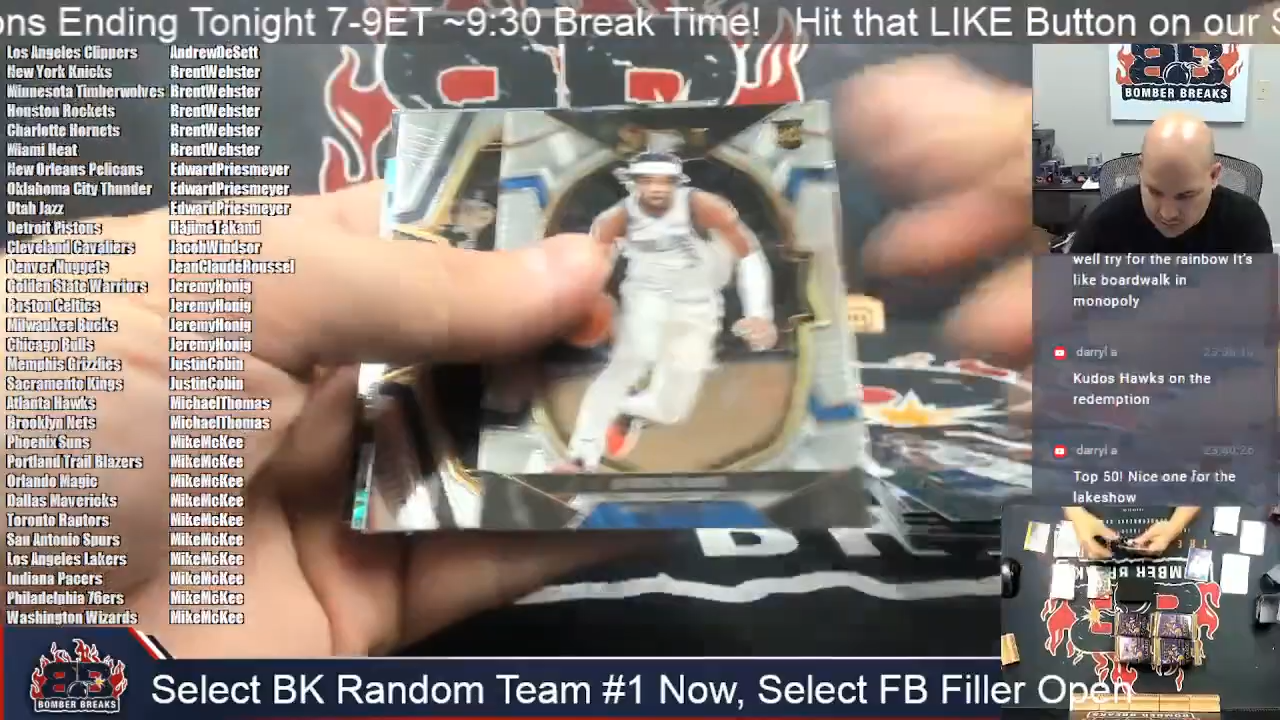 ons Ending Tonight 7-9ET ~9:30 Break Time! Hit that LIKE Button on our S
Los Angeles Clippers AndrewDeSett
New York Knicks BrentWebster
Minnesota Timberwolves BrentWebster
Houston Rockets BrentWebster
Charlotte Hornets BrentWebster
Miami Heat BrentWebster
New Orleans Pelicans EdwardPriesmeyer
Oklahoma City Thunder EdwardPriesmeyer
Utah Jazz EdwardPriesmeyer
Detroit Pistons HajimeTakami
Cleveland Cavaliers JacobWindsor
Denver Nuggets JeanClaudeRoussel
Golden State Warriors JeremyHonig
Boston Celtics JeremyHonig
Milwaukee Bucks JeremyHonig
Chicago Bulls JeremyHonig
Memphis Grizzlies JustinCobin
Sacramento Kings JustinCobin
Atlanta Hawks MichaelThomas
Brooklyn Nets MichaelThomas
Phoenix Suns MikeMcKee
Portland Trail Blazers MikeMcKee
Orlando Magic MikeMcKee
Dallas Mavericks MikeMcKee
Toronto Raptors MikeMcKee
San Antonio Spurs MikeMcKee
Los Angeles Lakers MikeMcKee
Indiana Pacers MikeMcKee
Philadelphia 76ers MikeMcKee
Washington Wizards MikeMcKee
BOMBER BREAKS
well try for the rainbow It's
like boardwalk in
monopoly
darryl a
Kudos Hawks on the
redemption
darryl a
Top 50! Nice one for the
lakeshow
BOMBER BREAKS
Select BK Random Team #1 Now, Select FB Filler Open